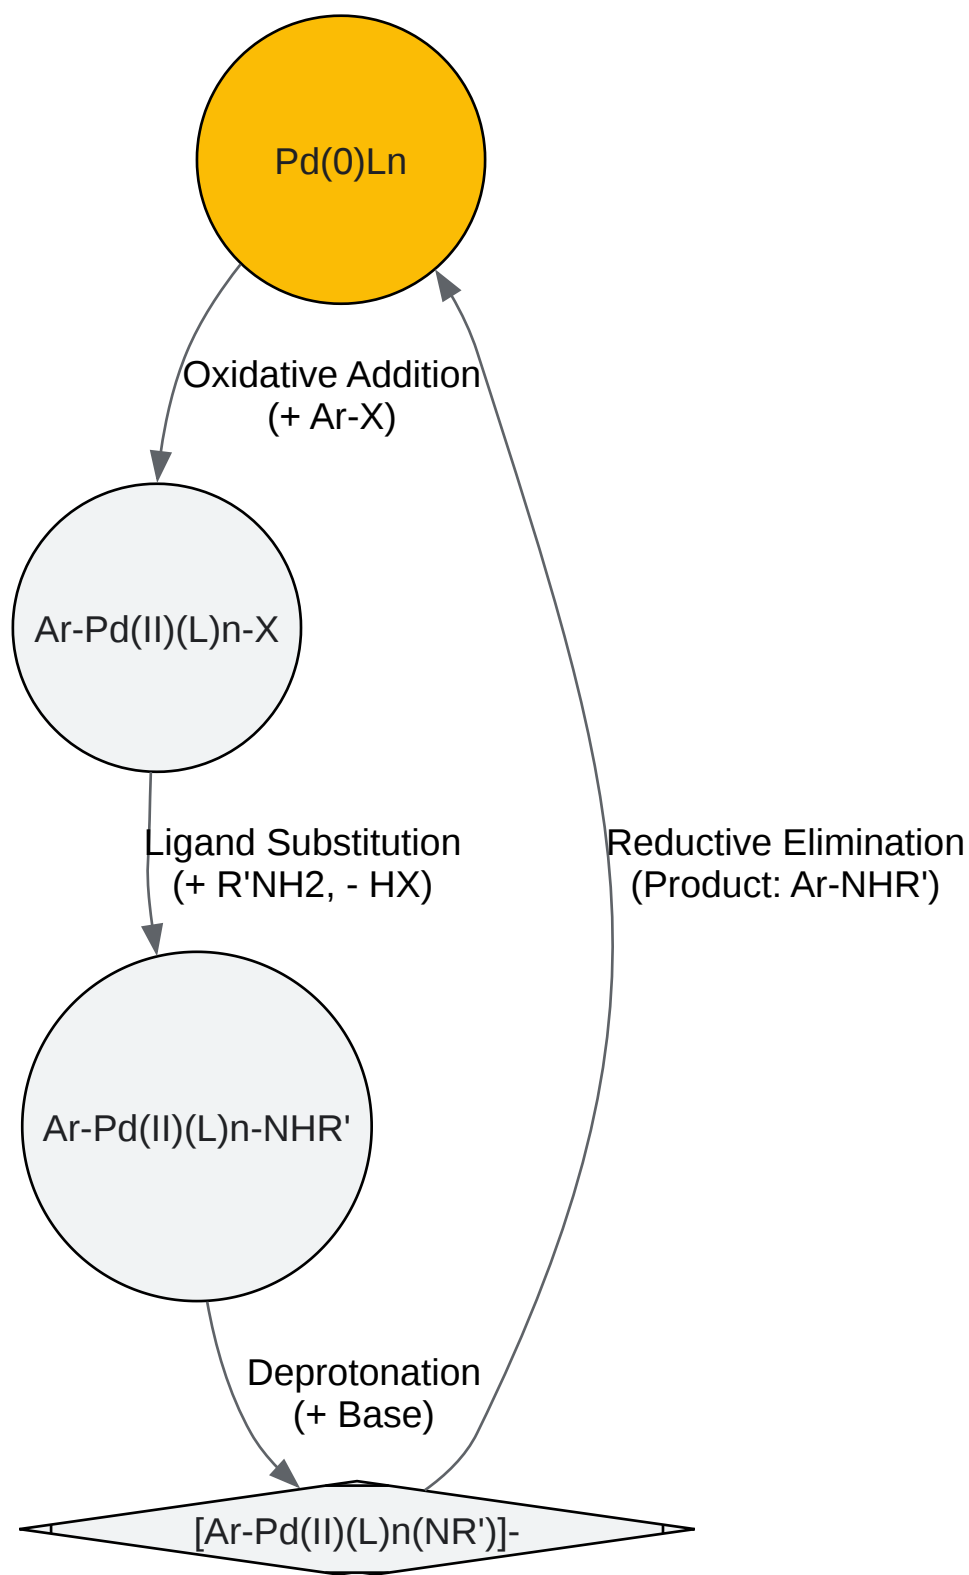 Pd(0)Ln
Oxidative Addition
(+ Ar-X)
Ar-Pd(II)(L)n-X
Ligand Substitution
(+ R'NH2, - HX)
Reductive Elimination
(Product: Ar-NHR')
Ar-Pd(II)(L)n-NHR'
Deprotonation
(+ Base)
[Ar-Pd(II)(L)n(NR')]-